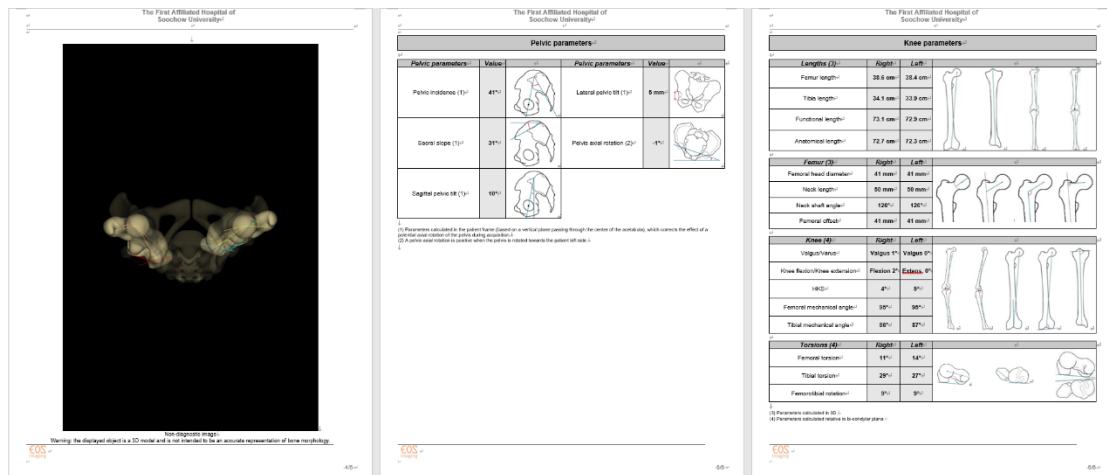 The First Affiliated Hospital of
Soochow University
Non-diagnostic image
Warning: the displayed object is a 3D model and is not intended to be an accurate representation of bone morphology.
EOS
imaging
-4/6
The First Affiliated Hospital of
Soochow University
Pelvic parameters
Pelvic parameters Value Pelvic parameters Value
Pelvic incidence (1) 41° Lateral pelvic tilt (1) 5 mm
Sacral slope (1) 31° Pelvis axial rotation (2) -1°
Sagittal pelvic tilt (1) 10°
(1) Parameters calculated in the patient frame (based on a vertical plane passing through the center of the acetabula), which corrects the effect of a
potential axial rotation of the pelvis during acquisition
(2) A pelvis axial rotation is positive when the pelvis is rotated towards the patient left side
EOS
imaging
-5/6
The First Affiliated Hospital of
Soochow University
Knee parameters
Lengths (3) Right Left
Femur length 38.6 cm 38.4 cm
Tibia length 34.1 cm 33.9 cm
Functional length 73.1 cm 72.9 cm
Anatomical length 72.7 cm 72.3 cm
Femur (3) Right Left
Femoral head diameter 41 mm 41 mm
Neck length 50 mm 50 mm
Neck shaft angle 126° 126°
Femoral offset 41 mm 41 mm
Knee (4) Right Left
Valgus/Varus Valgus 1° Valgus 0°
Knee flexion/Knee extension Flexion 2° Extens. 0°
HKS 4° 5°
Femoral mechanical angle 95° 95°
Tibial mechanical angle 86° 87°
Torsions (4) Right Left
Femoral torsion 11° 14°
Tibial torsion 29° 27°
Femorotibial rotation 9° 9°
(3) Parameters calculated in 3D
(4) Parameters calculated relative to bi-condylar plane
EOS
imaging